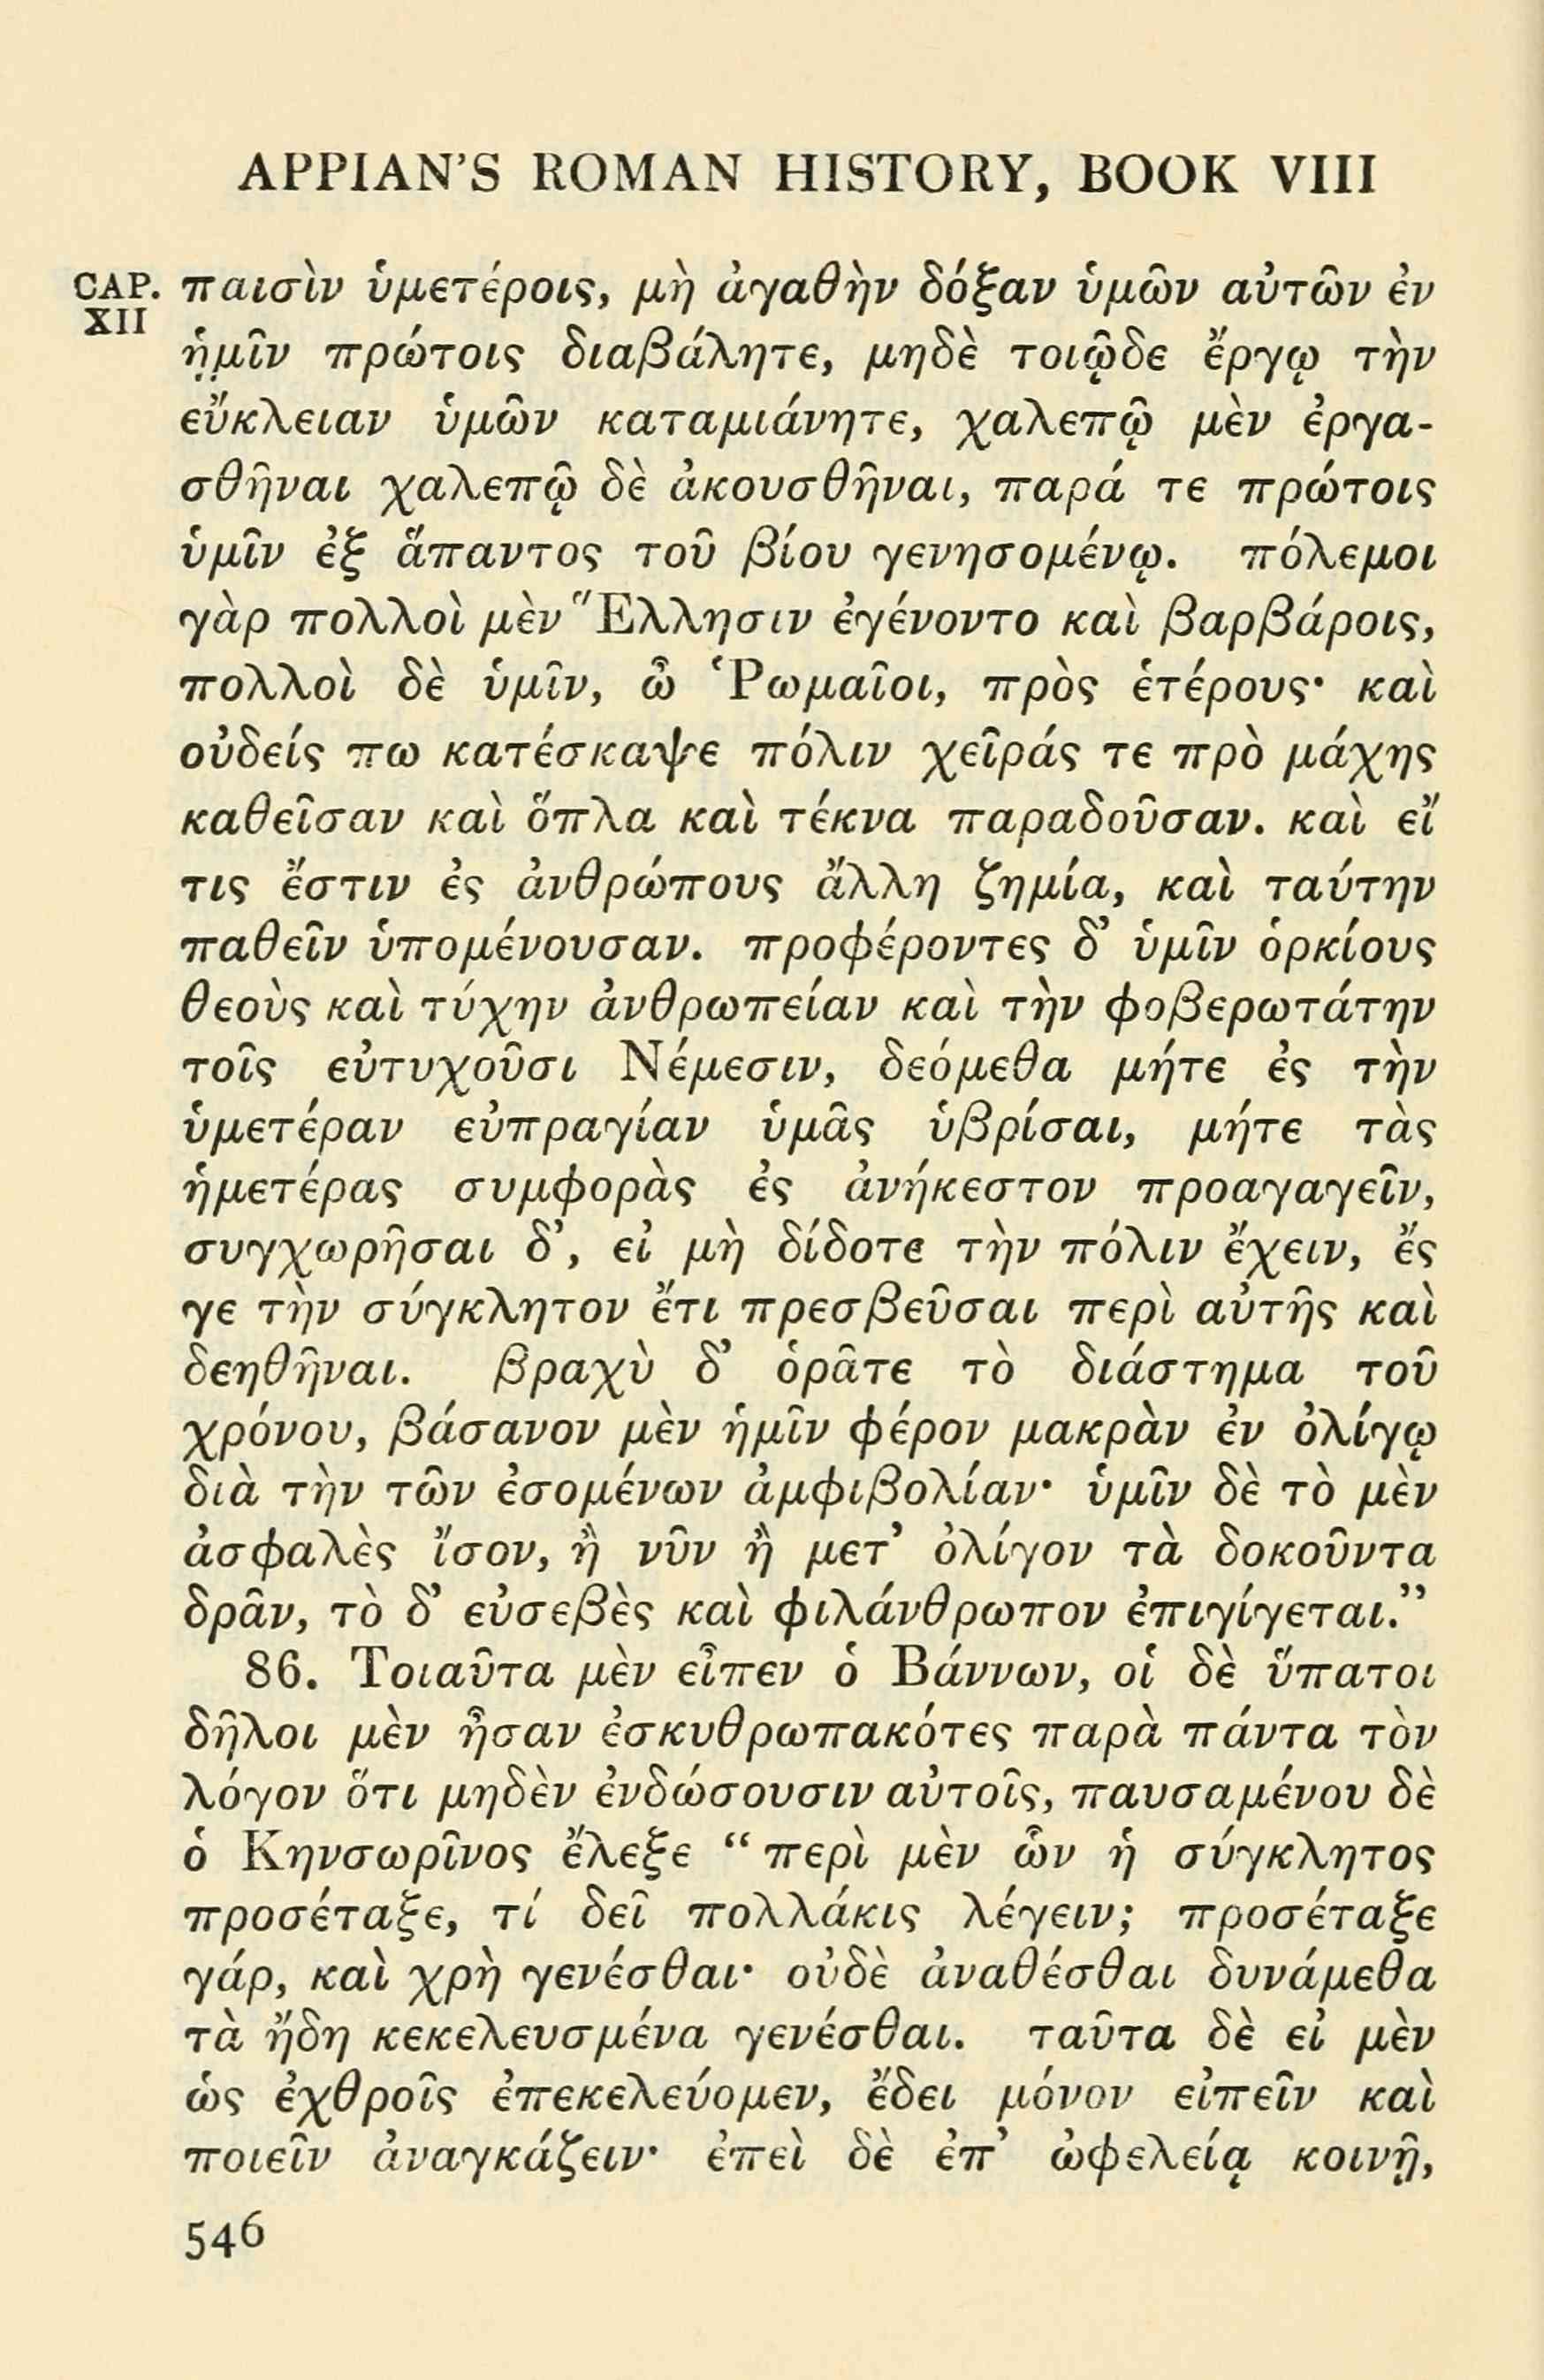 APPIAN'S ROMAN HISTORY, BOOK VIII
CAP. XII
παισὶν ὑμετέροις, μὴ ἀγαθὴν δόξαν ὑμῶν αὐτῶν ἐν
ἡμῖν πρώτοις διαβάλητε, μηδὲ τοιῷδε ἔργῳ τὴν
εὔκλειαν ὑμῶν καταμιάνητε, χαλεπῷ μὲν ἐργα-
σθῆναι χαλεπῷ δὲ ἀκουσθῆναι, παρά τε πρώτοις
ὑμῖν ἐξ ἅπαντος τοῦ βίου γενησομένῳ. πόλεμοι
γὰρ πολλοὶ μὲν Ἕλλησιν ἐγένοντο καὶ βαρβάροις,
πολλοὶ δὲ ὑμῖν, ὦ Ῥωμαῖοι, πρὸς ἑτέρους· καὶ
οὐδείς πω κατέσκαψε πόλιν χεῖράς τε πρὸ μάχης
καθεῖσαν καὶ ὅπλα καὶ τέκνα παραδοῦσαν. καὶ εἴ
τις ἔστιν ἐς ἀνθρώπους ἄλλη ζημία, καὶ ταύτην
παθεῖν ὑπομένουσαν. προφέροντες δ’ ὑμῖν ὁρκίους
θεοὺς καὶ τύχην ἀνθρωπείαν καὶ τὴν φοβερωτάτην
τοῖς εὐτυχοῦσι Νέμεσιν, δεόμεθα μήτε ἐς τὴν
ὑμετέραν εὐπραγίαν ὑμᾶς ὑβρίσαι, μήτε τὰς
ἡμετέρας συμφορὰς ἐς ἀνήκεστον προαγαγεῖν,
συγχωρῆσαι δ’, εἰ μὴ δίδοτε τὴν πόλιν ἔχειν, ἔς
γε τὴν σύγκλητον ἔτι πρεσβεῦσαι περὶ αὐτῆς καὶ
δεηθῆναι. βραχὺ δ’ ὁρᾶτε τὸ διάστημα τοῦ
χρόνου, βάσανον μὲν ἡμῖν φέρον μακρὰν ἐν ὀλίγῳ
διὰ τὴν τῶν ἐσομένων ἀμφιβολίαν· ὑμῖν δὲ τὸ μὲν
ἀσφαλὲς ἴσον, ἢ νῦν ἢ μετ’ ὀλίγον τὰ δοκοῦντα
δρᾶν, τὸ δ’ εὐσεβὲς καὶ φιλάνθρωπον ἐπιγίγεται.”
86. Τοιαῦτα μὲν εἶπεν ὁ Βάννων, οἱ δὲ ὕπατοι
δῆλοι μὲν ἦσαν ἐσκυθρωπακότες παρὰ πάντα τὸν
λόγον ὅτι μηδὲν ἐνδώσουσιν αὐτοῖς, παυσαμένου δὲ
ὁ Κηνσωρῖνος ἔλεξε “περὶ μὲν ὧν ἡ σύγκλητος
προσέταξε, τί δεῖ πολλάκις λέγειν; προσέταξε
γάρ, καὶ χρὴ γενέσθαι· οὐδὲ ἀναθέσθαι δυνάμεθα
τὰ ἤδη κεκελευσμένα γενέσθαι. ταῦτα δὲ εἰ μὲν
ὡς ἐχθροῖς ἐπεκελεύομεν, ἔδει μόνον εἰπεῖν καὶ
ποιεῖν ἀναγκάζειν· ἐπεὶ δὲ ἐπ’ ὠφελείᾳ κοινῇ,
546